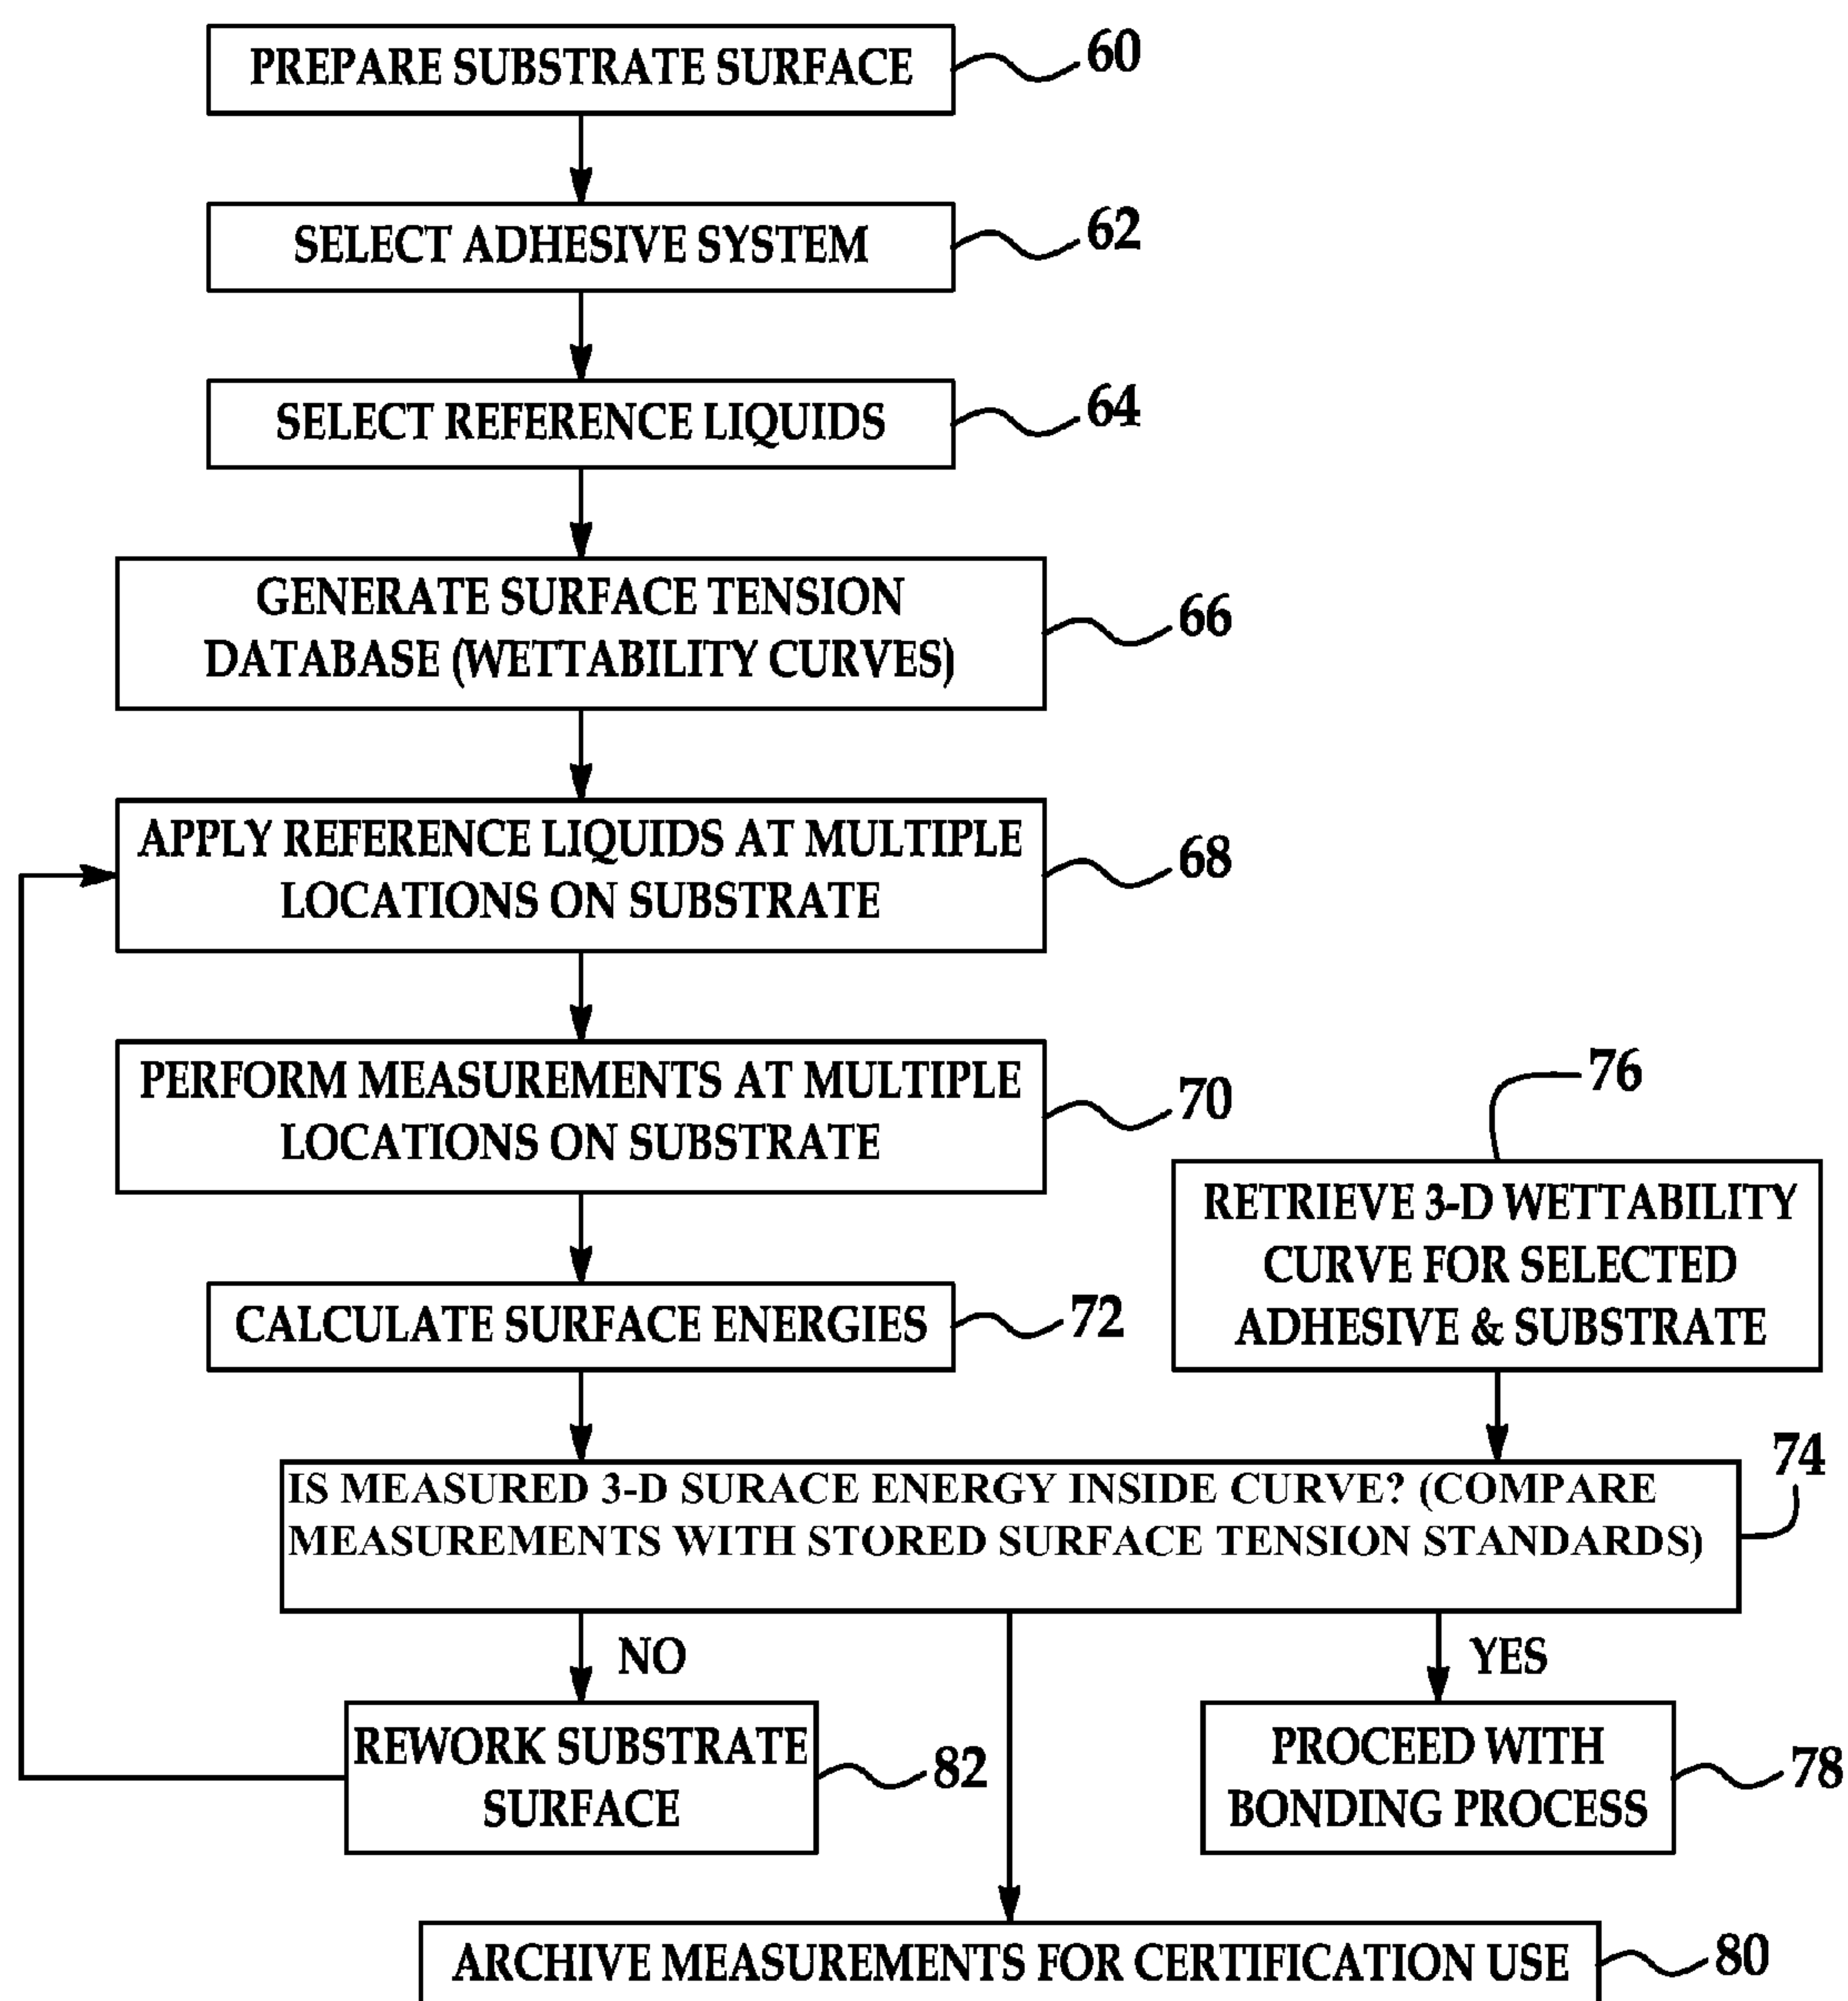 PREPARE SUBSTRATE SURFACE
60
SELECT ADHESIVE SYSTEM
62
SELECT REFERENCE LIQUIDS
64
GENERATE SURFACE TENSION
DATABASE (WETTABILITY CURVES)
66
APPLY REFERENCE LIQUIDS AT MULTIPLE
LOCATIONS ON SUBSTRATE
68
PERFORM MEASUREMENTS AT MULTIPLE
LOCATIONS ON SUBSTRATE
70
76
RETRIEVE 3-D WETTABILITY
CURVE FOR SELECTED
ADHESIVE & SUBSTRATE
CALCULATE SURFACE ENERGIES
72
IS MEASURED 3-D SURACE ENERGY INSIDE CURVE? (COMPARE
MEASUREMENTS WITH STORED SURFACE TENSION STANDARDS)
74
NO
YES
REWORK SUBSTRATE
SURFACE
82
PROCEED WITH
BONDING PROCESS
78
ARCHIVE MEASUREMENTS FOR CERTIFICATION USE
80